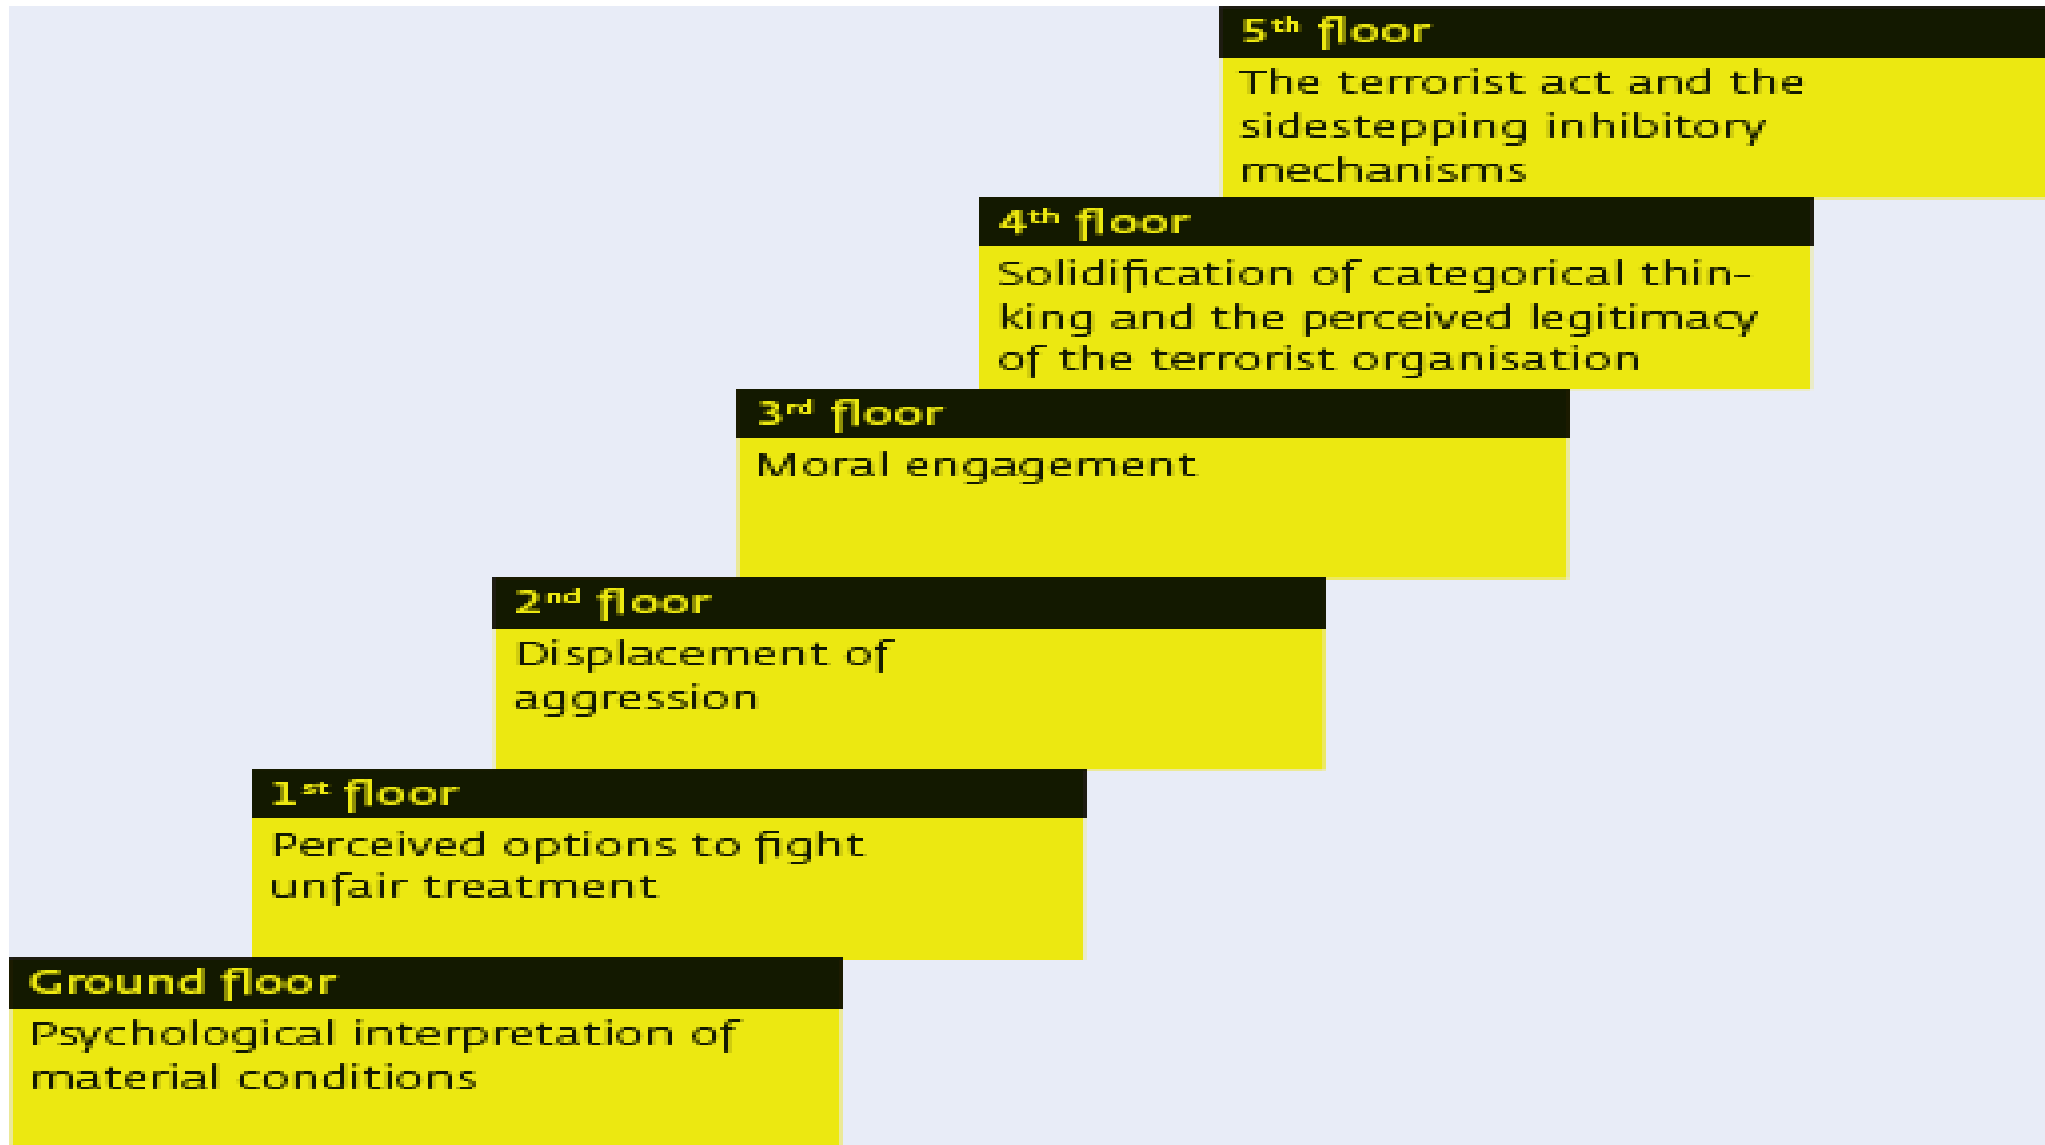 5th floor
The terrorist act and the
sidestepping inhibitory
mechanisms
4th floor
Solidification of categorical thin-
king and the perceived legitimacy
of the terrorist organisation
3rd floor
Moral engagement
2nd floor
Displacement of
aggression
1st floor
Perceived options to fight
unfair treatment
Ground floor
Psychological interpretation of
material conditions